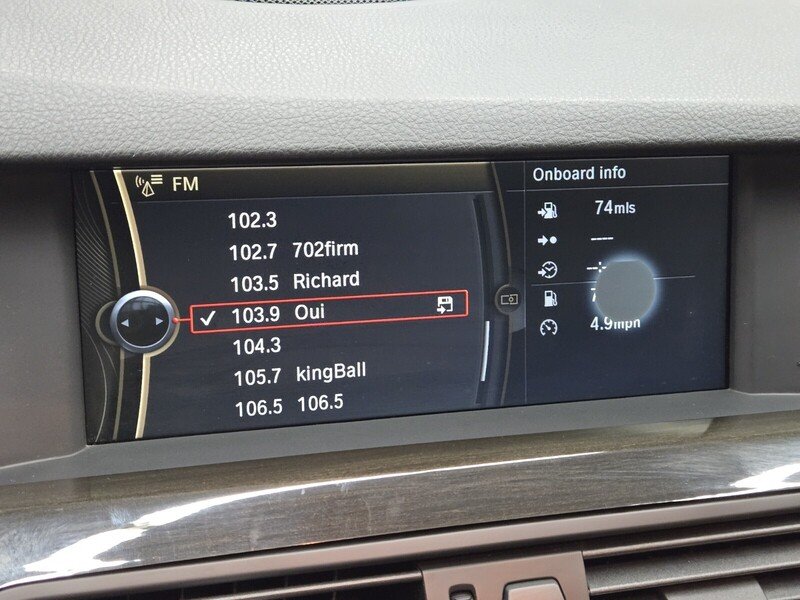 FM
102.3
102.7 702firm
103.5 Richard
103.9 Oui
104.3
105.7 kingBall
106.5 106.5
Onboard info
74mls
----
4.9mph